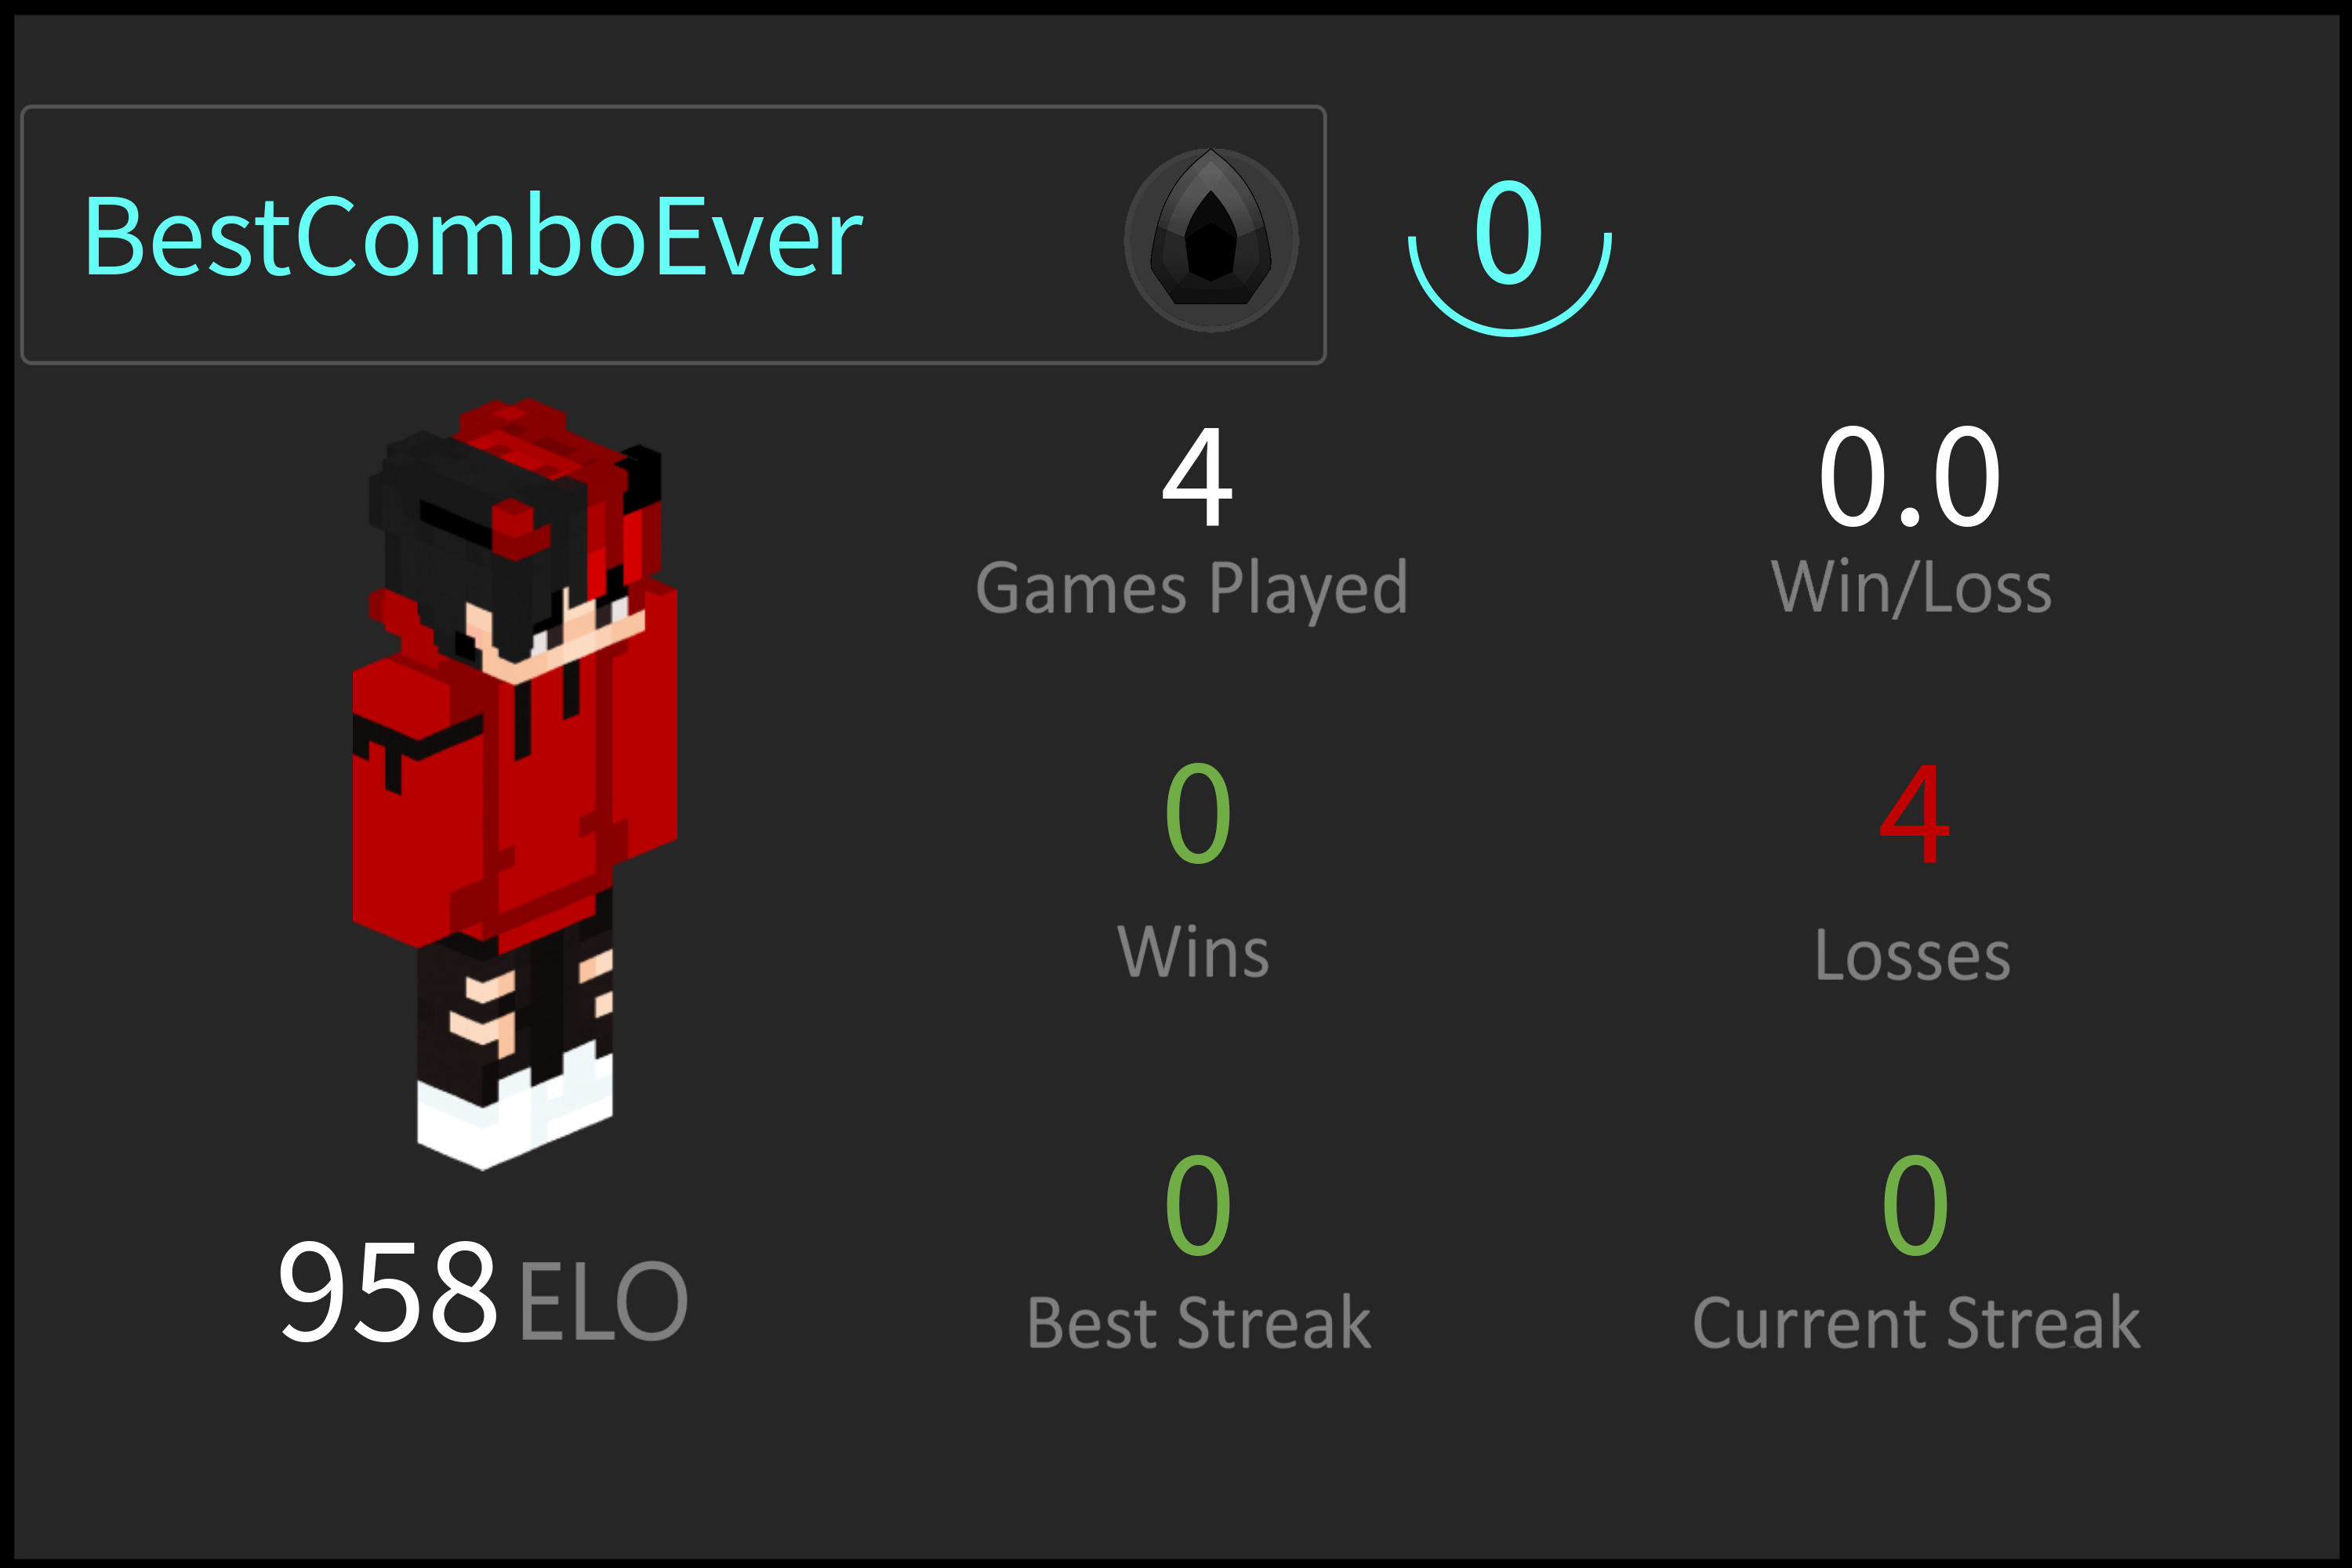 BestComboEver
0
4
0.0
Games Played
Win/Loss
0
4
Wins
Losses
0
0
958 ELO
Best Streak
Current Streak